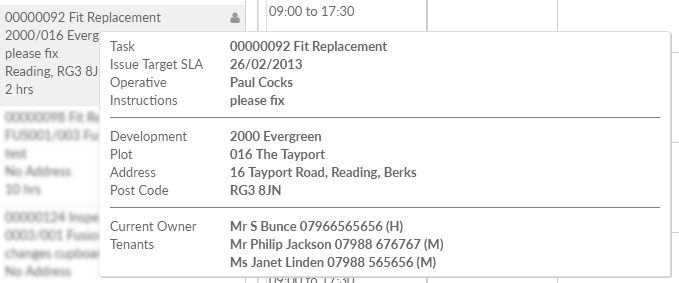 00000092 Fit Replacement
2000/016 Everg
please fix
Reading, RG3 8J
2 hrs
00000098 Fit Re
FUS001/003 Fu
test
No Address
10 hrs
00000124 Inspe
0003/001 Fusio
changes cupboa
No Address
09:00 to 17:30
Task 00000092 Fit Replacement
Issue Target SLA 26/02/2013
Operative Paul Cocks
Instructions please fix
Development 2000 Evergreen
Plot 016 The Tayport
Address 16 Tayport Road, Reading, Berks
Post Code RG3 8JN
Current Owner Mr S Bunce 07966565656 (H)
Tenants Mr Philip Jackson 07988 676767 (M)
Ms Janet Linden 07988 565656 (M)
09:00 to 17:30